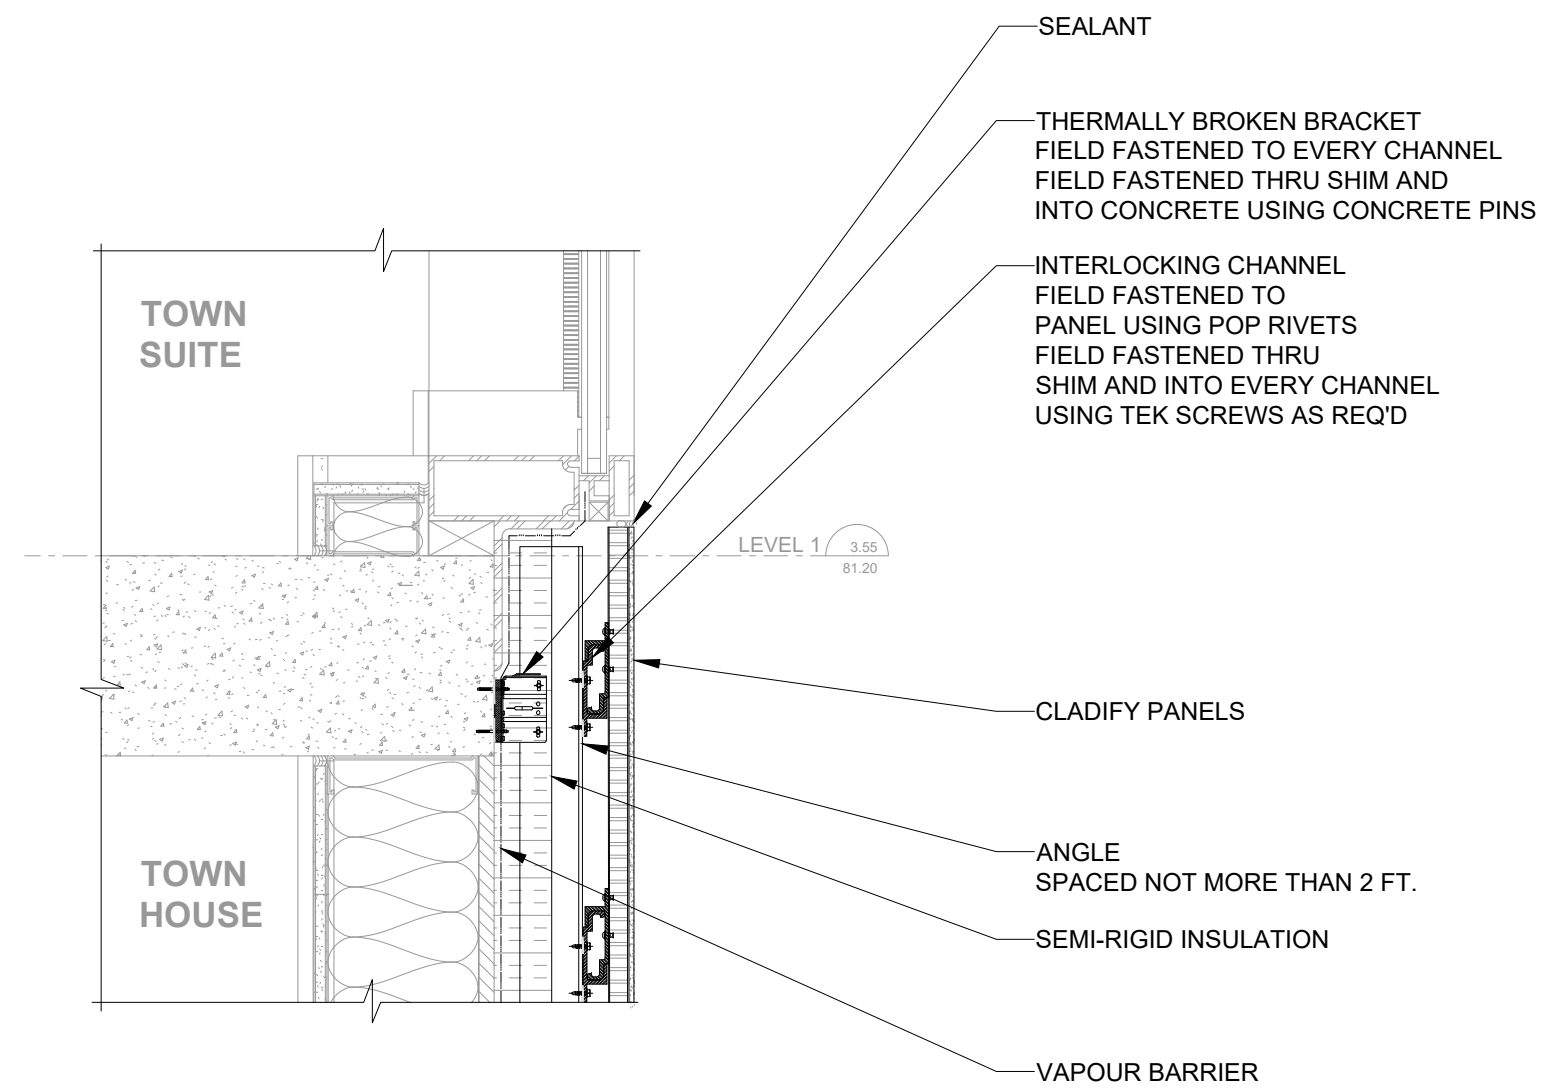 SEALANT
THERMALLY BROKEN BRACKET
FIELD FASTENED TO EVERY CHANNEL
FIELD FASTENED THRU SHIM AND
INTO CONCRETE USING CONCRETE PINS
INTERLOCKING CHANNEL
FIELD FASTENED TO
PANEL USING POP RIVETS
FIELD FASTENED THRU
SHIM AND INTO EVERY CHANNEL
USING TEK SCREWS AS REQ'D
TOWN
SUITE
LEVEL 1
3.55
81.20
CLADIFY PANELS
TOWN
HOUSE
ANGLE
SPACED NOT MORE THAN 2 FT.
SEMI-RIGID INSULATION
VAPOUR BARRIER